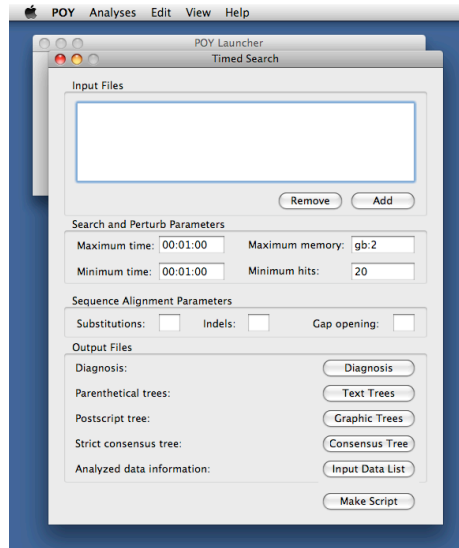 POY Analyses Edit View Help
POY Launcher
Timed Search
Input Files
Remove Add
Search and Perturb Parameters
Maximum time: 00:01:00 Maximum memory: gb:2
Minimum time: 00:01:00 Minimum hits: 20
Sequence Alignment Parameters
Substitutions: Indels: Gap opening:
Output Files
Diagnosis: Diagnosis
Parenthetical trees: Text Trees
Postscript tree: Graphic Trees
Strict consensus tree: Consensus Tree
Analyzed data information: Input Data List
Make Script